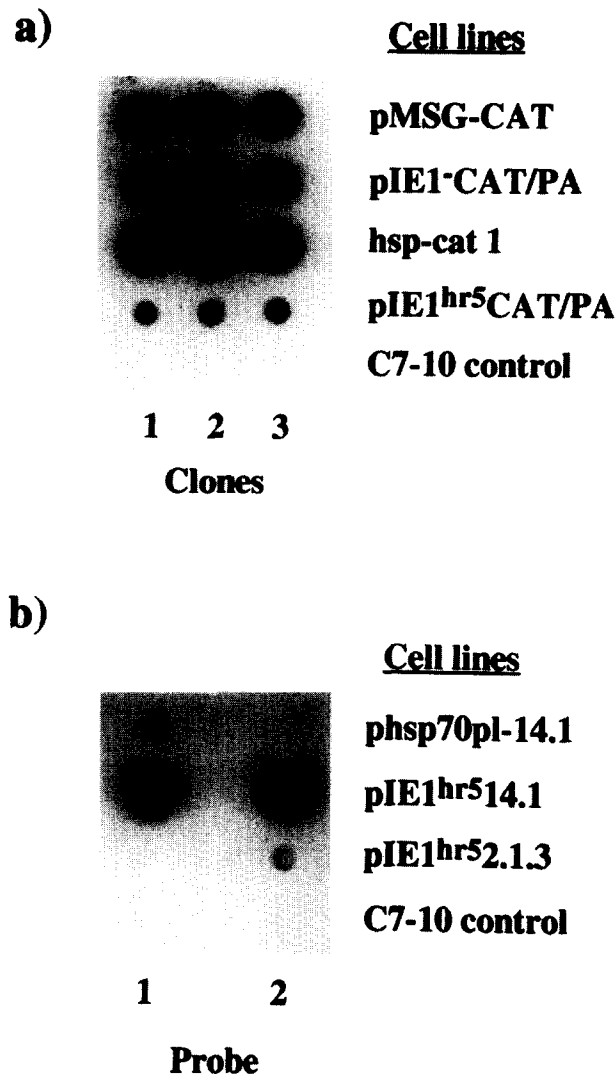 a)
Cell lines
pMSG-CAT
pIE1-CAT/PA
hsp-cat 1
pIE1hr5CAT/PA
C7-10 control
1 2 3
Clones
b)
Cell lines
phsp70pl-14.1
pIE1hr514.1
pIE1hr52.1.3
C7-10 control
1 2
Probe